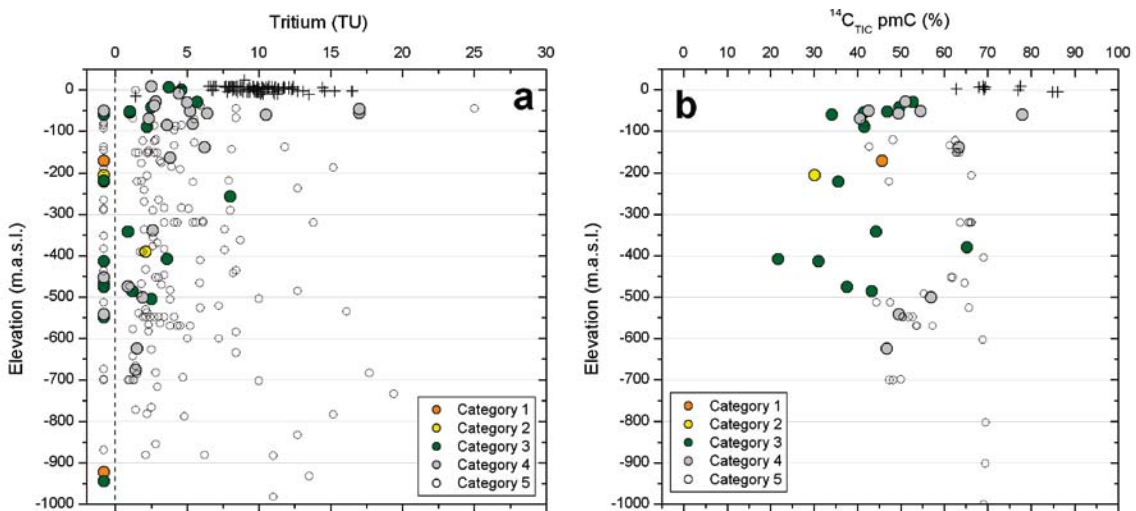 Tritium (TU)
0 5 10 15 20 25 30
a
Elevation (m.a.s.l.)
0
-100
-200
-300
-400
-500
-600
-700
-800
-900
-1000
Category 1
Category 2
Category 3
Category 4
Category 5
14C TIC pmC (%)
0 10 20 30 40 50 60 70 80 90 100
b
Elevation (m.a.s.l.)
0
-100
-200
-300
-400
-500
-600
-700
-800
-900
-1000
Category 1
Category 2
Category 3
Category 4
Category 5